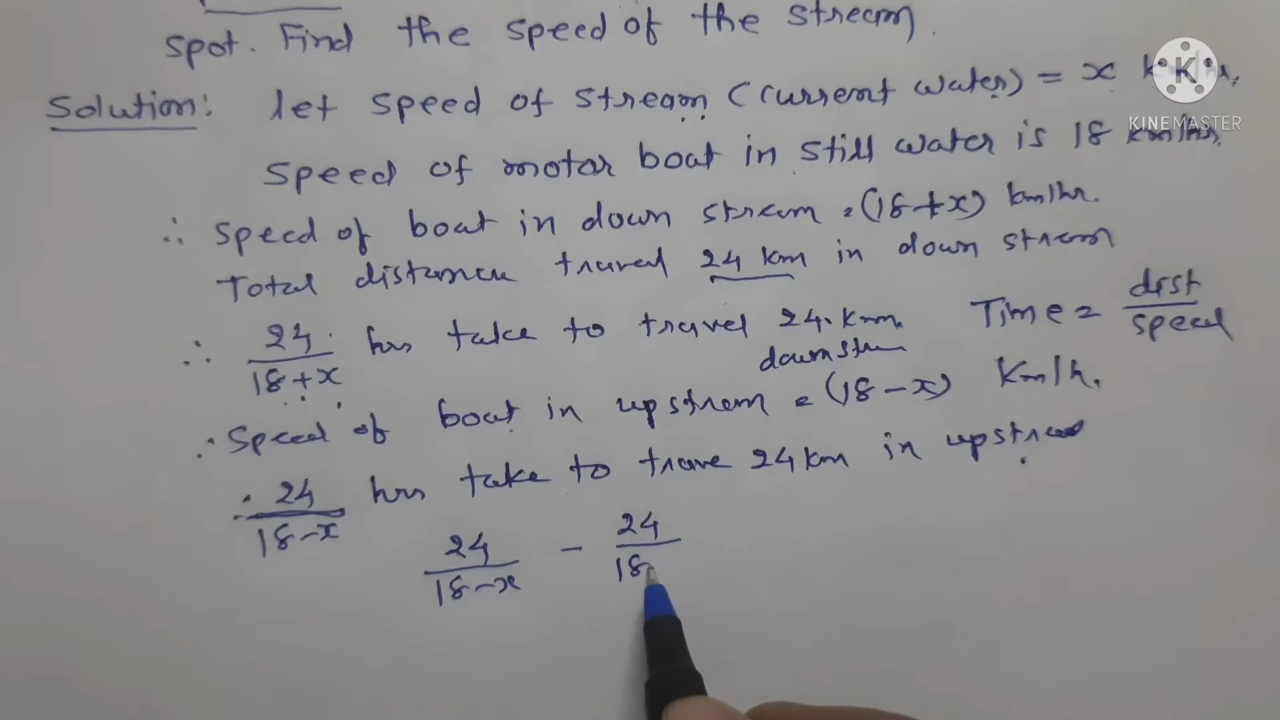 spot. Find the speed of the stream.
Solution: let speed of stream (current water) = x
K
KINEMASTER
speed of motor boat in still water is 18 km/hr.
∴ speed of boat in down stream = (18+x) km/hr.
Total distance travel 24 km in down stream
∴ 24/18+x hrs take to travel 24.km. Time = dist/speed
downstream
∴ Speed of boat in upstrem = (18-x) Km/h.
∴ 24/18-x hrs take to trave 24km in upstream
24/18-x - 24/18